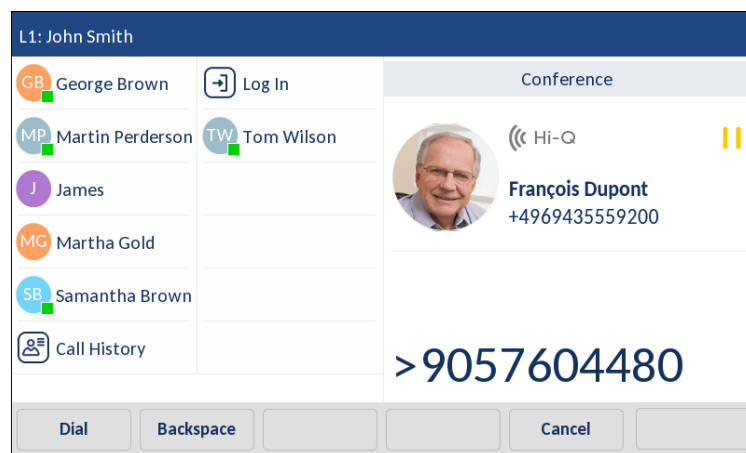 L1: John Smith
GB George Brown
Log In
MP Martin Perderson
TW Tom Wilson
J James
MG Martha Gold
SB Samantha Brown
Call History
Conference
Hi-Q
François Dupont
+4969435559200
>9057604480
Dial
Backspace
Cancel